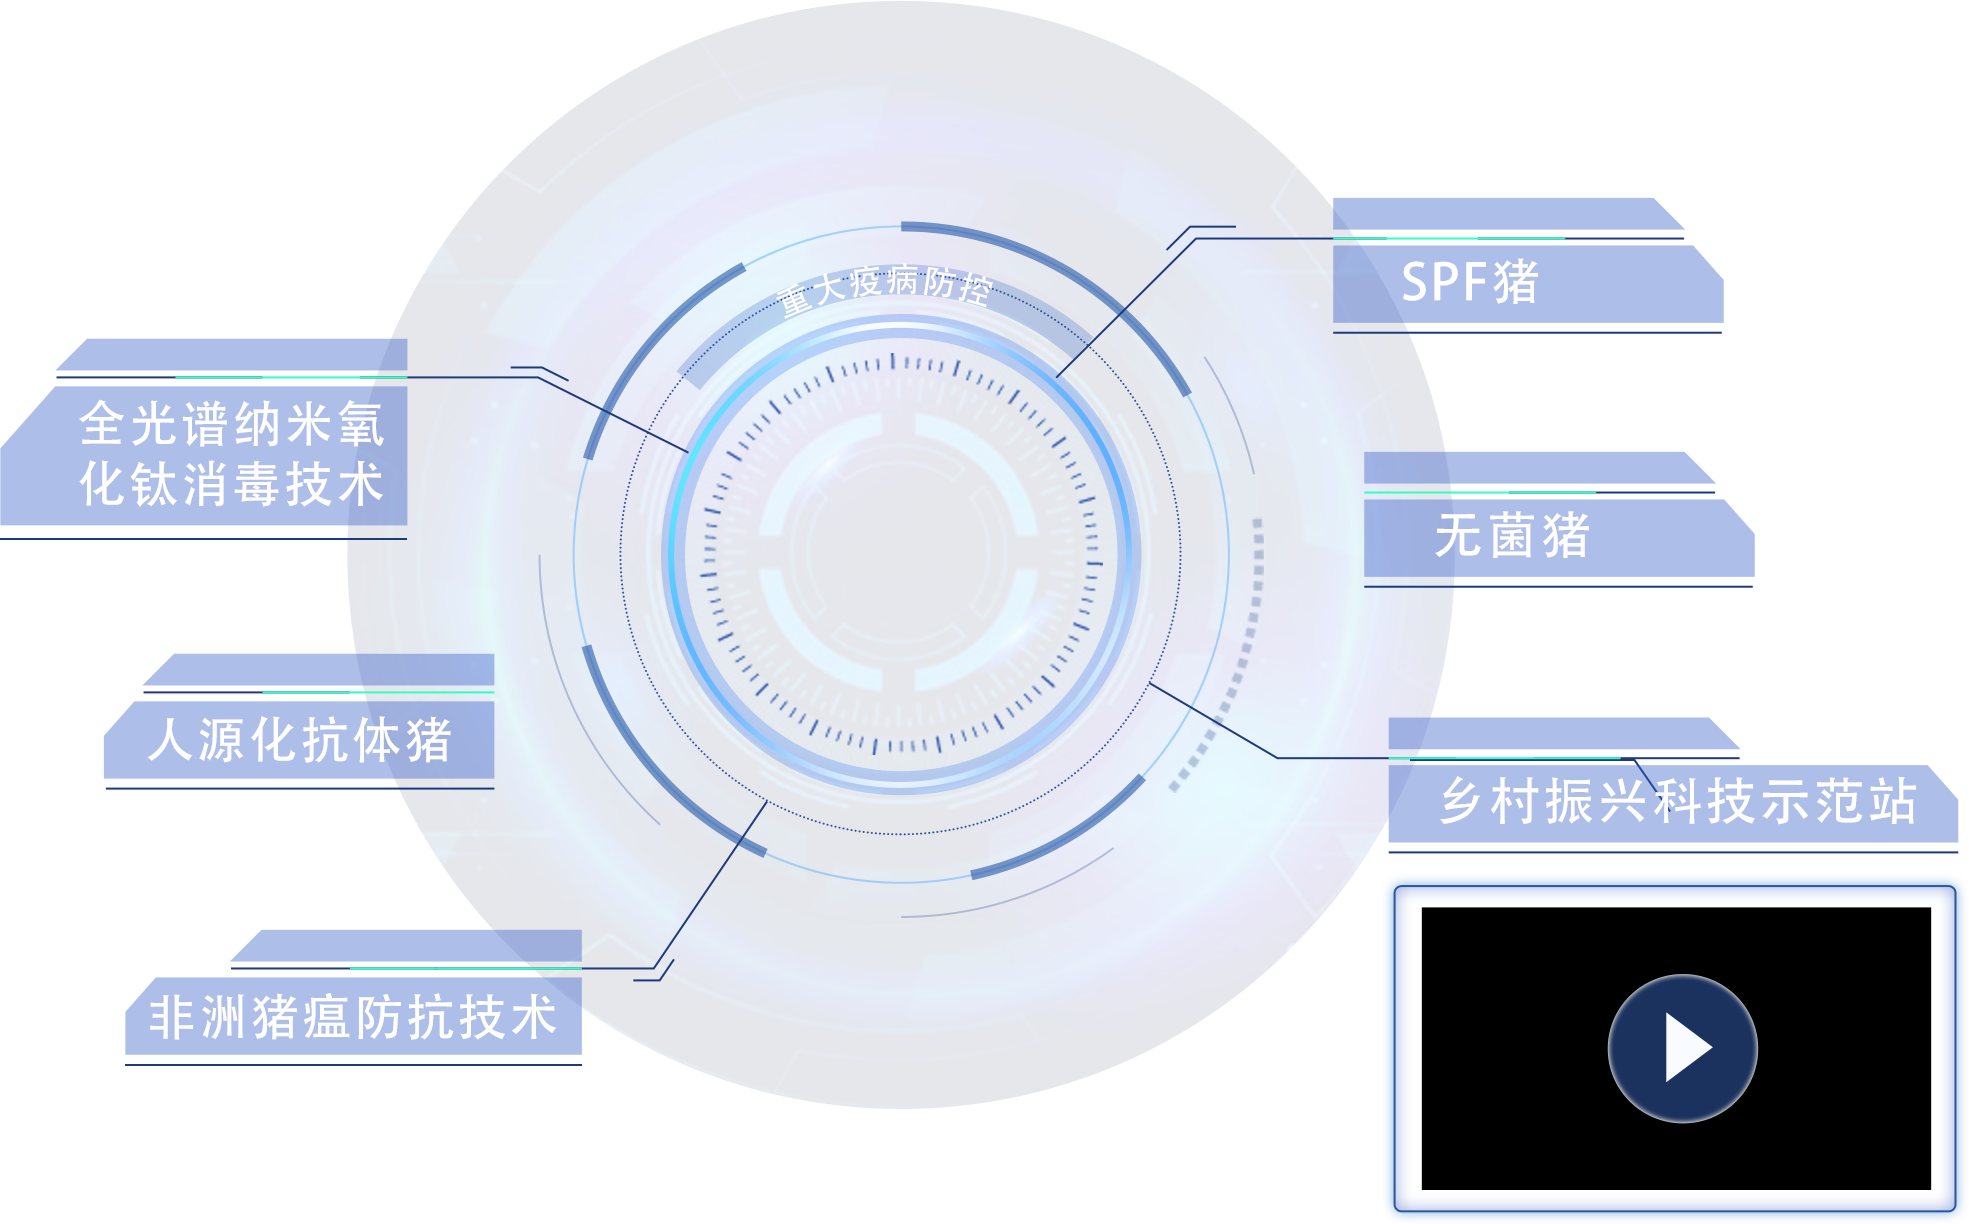 重大疫病防控
SPF猪
全光谱纳米氧
化钛消毒技术
无菌猪
人源化抗体猪
乡村振兴科技示范站
非洲猪瘟防抗技术